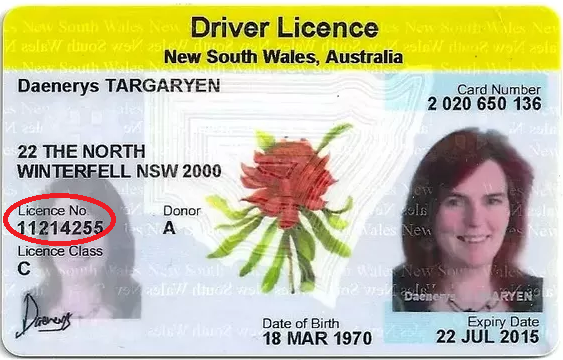 Driver Licence
New South Wales, Australia
Daenerys TARGARYEN
Card Number
2 020 650 136
22 THE NORTH
WINTERFELL NSW 2000
Licence No
11214255
Donor
A
Licence Class
C
Daenerys
Daenerys ARYEN
Date of Birth
18 MAR 1970
Expiry Date
22 JUL 2015